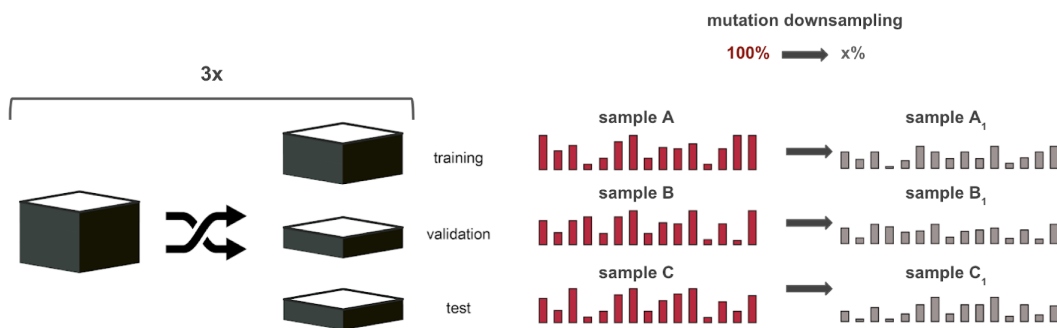 mutation downsampling
100% x%
3x
sample A sample A1
training
sample B sample B1
validation
sample C sample C1
test